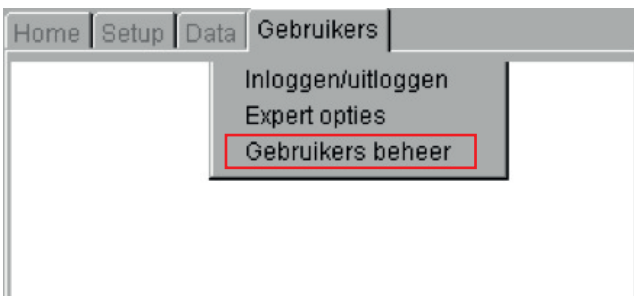 Home Setup Data Gebruikers
Inloggen/uitloggen
Expert opties
Gebruikers beheer